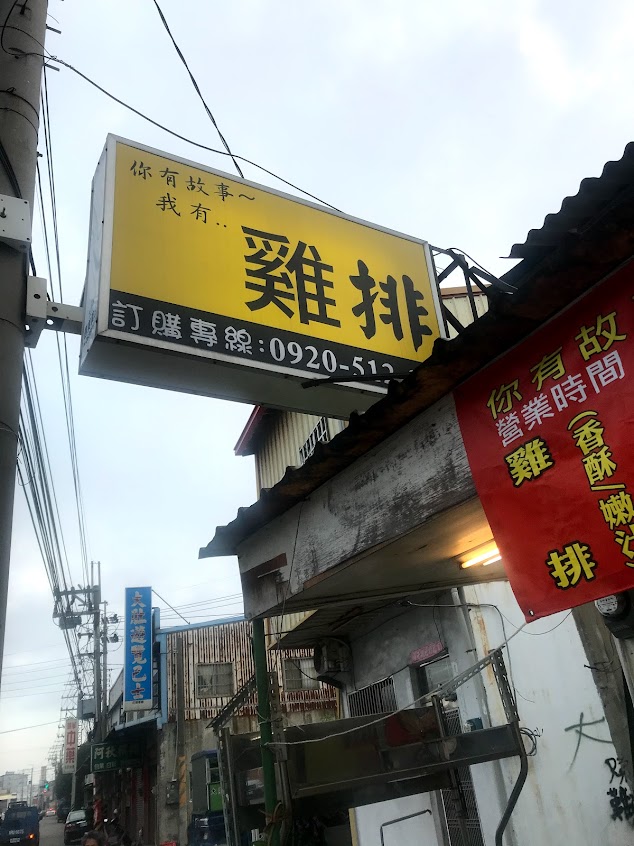 你有故事~
我有..
雞排
訂購專線:0920-512
你有故
營業時間
雞排
(香酥/嫩汁)